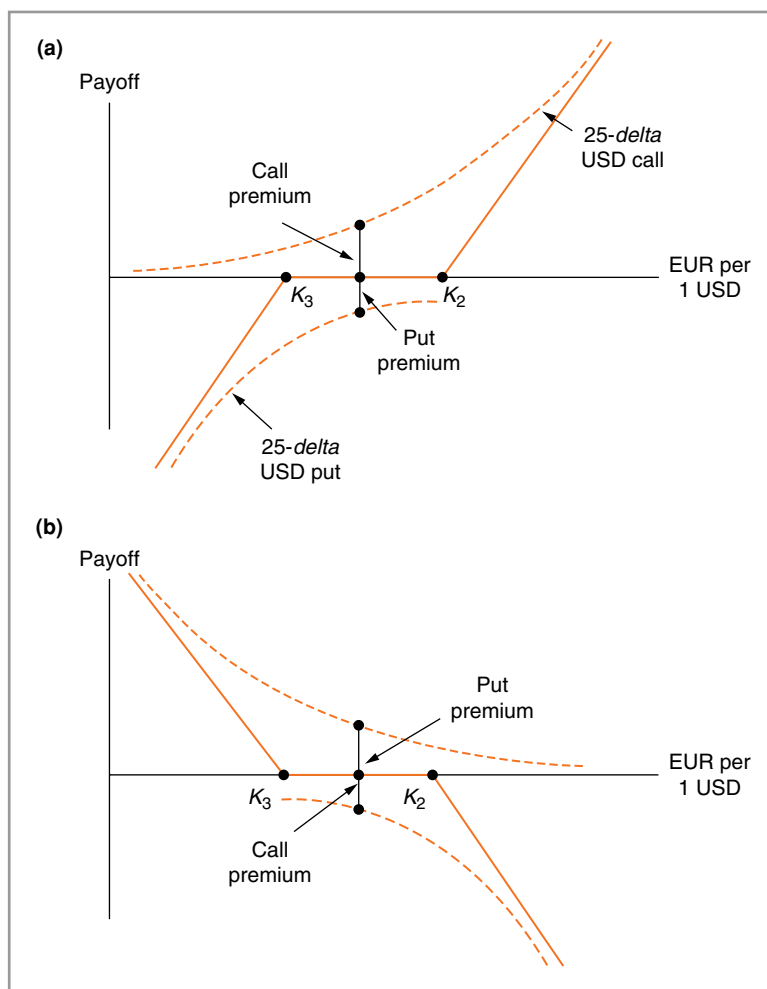 (a)
Payoff
25-delta
USD call
Call
premium
EUR per
1 USD
K3
K2
Put
premium
25-delta
USD put
(b)
Payoff
Put
premium
EUR per
1 USD
K3
K2
Call
premium